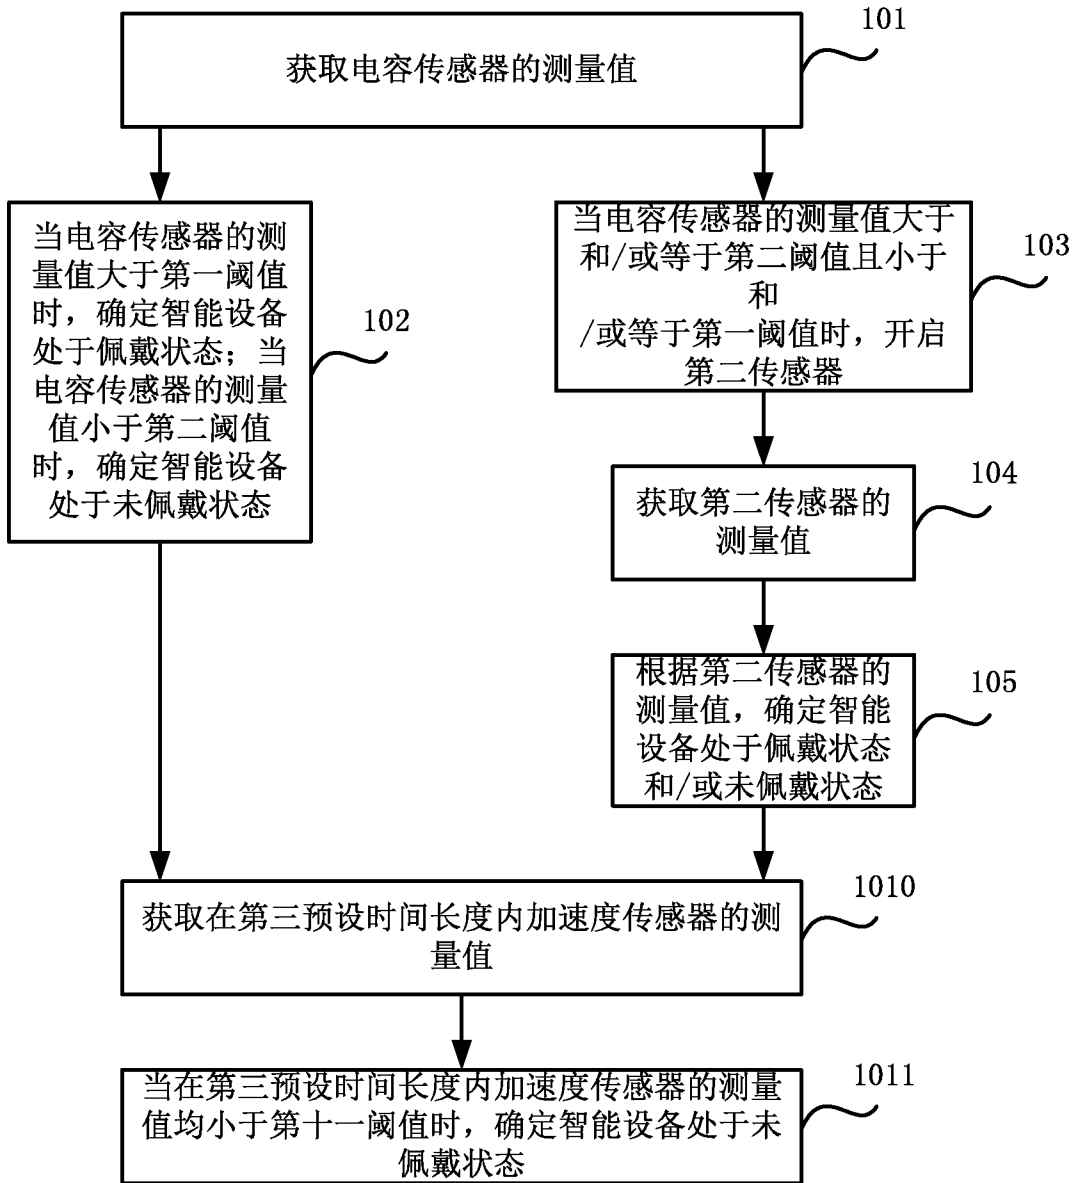 101
获取电容传感器的测量值
当电容传感器的测
量值大于第一阈值
时，确定智能设备
处于佩戴状态；当
电容传感器的测量
值小于第二阈值
时，确定智能设备
处于未佩戴状态
102
当电容传感器的测量值大于
和/或等于第二阈值且小于
和
/或等于第一阈值时，开启
第二传感器
103
获取第二传感器的
测量值
104
根据第二传感器的
测量值，确定智能
设备处于佩戴状态
和/或未佩戴状态
105
获取在第三预设时间长度内加速度传感器的测
量值
1010
当在第三预设时间长度内加速度传感器的测量
值均小于第十一阈值时，确定智能设备处于未
佩戴状态
1011